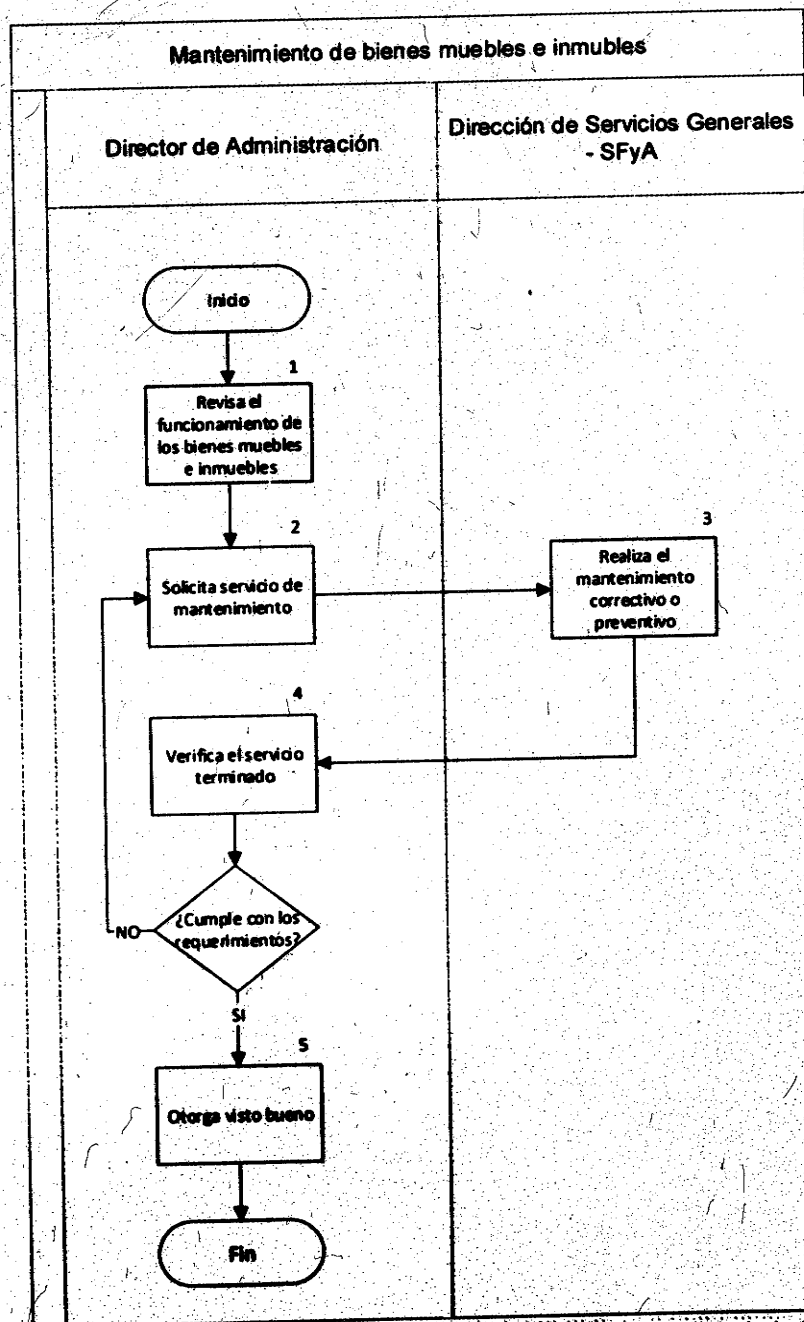 Mantenimiento de bienes muebles e inmubles
Director de Administración
Dirección de Servicios Generales
- SFyA
Inicio
1
Revisa el
funcionamiento de
los bienes muebles
e inmuebles
2
Solicita servicio de
mantenimiento
3
Realiza el
mantenimiento
correctivo o
preventivo
4
Verifica el servicio
terminado
¿Cumple con los
requerimientos?
NO
SI
5
Otorga visto bueno
Fin